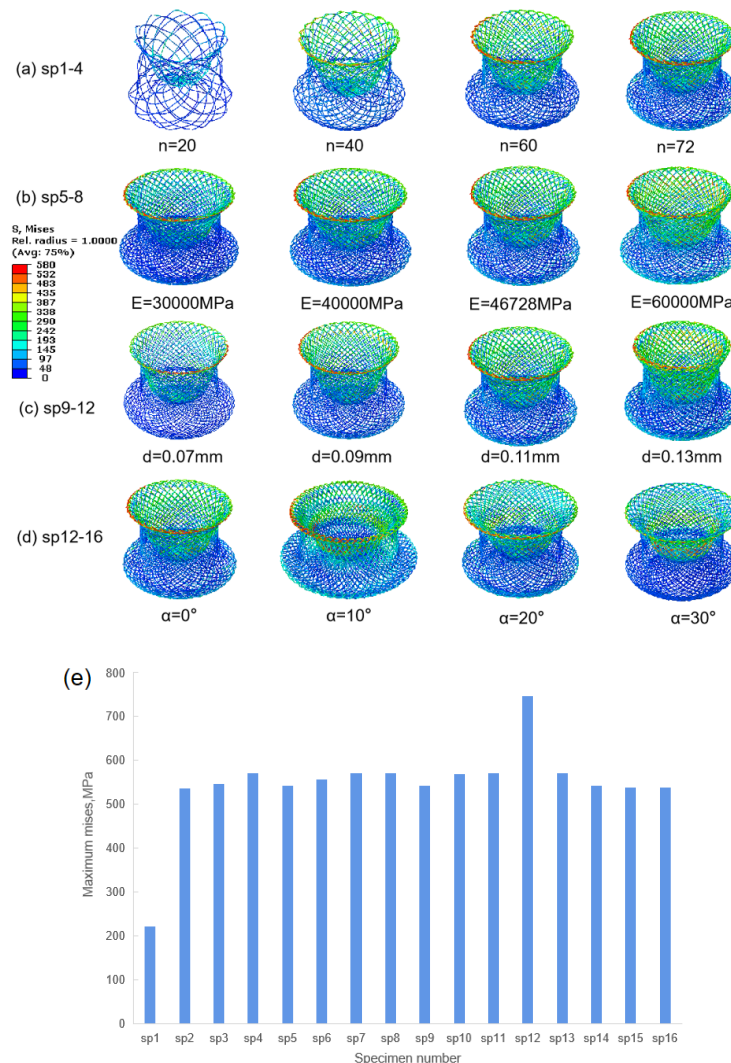 (a) sp1-4
n=20 n=40 n=60 n=72
(b) sp5-8
S, Mises
Rel. radius = 1.0000
(Avg: 75%)
580
532
483
435
387
338
290
242
193
145
97
48
0
E=30000MPa E=40000MPa E=46728MPa E=60000MPa
(c) sp9-12
d=0.07mm d=0.09mm d=0.11mm d=0.13mm
(d) sp12-16
α=0° α=10° α=20° α=30°
(e)
800
700
600
500
400
300
200
100
0
Maximum mises,MPa
sp1 sp2 sp3 sp4 sp5 sp6 sp7 sp8 sp9 sp10 sp11 sp12 sp13 sp14 sp15 sp16
Specimen number